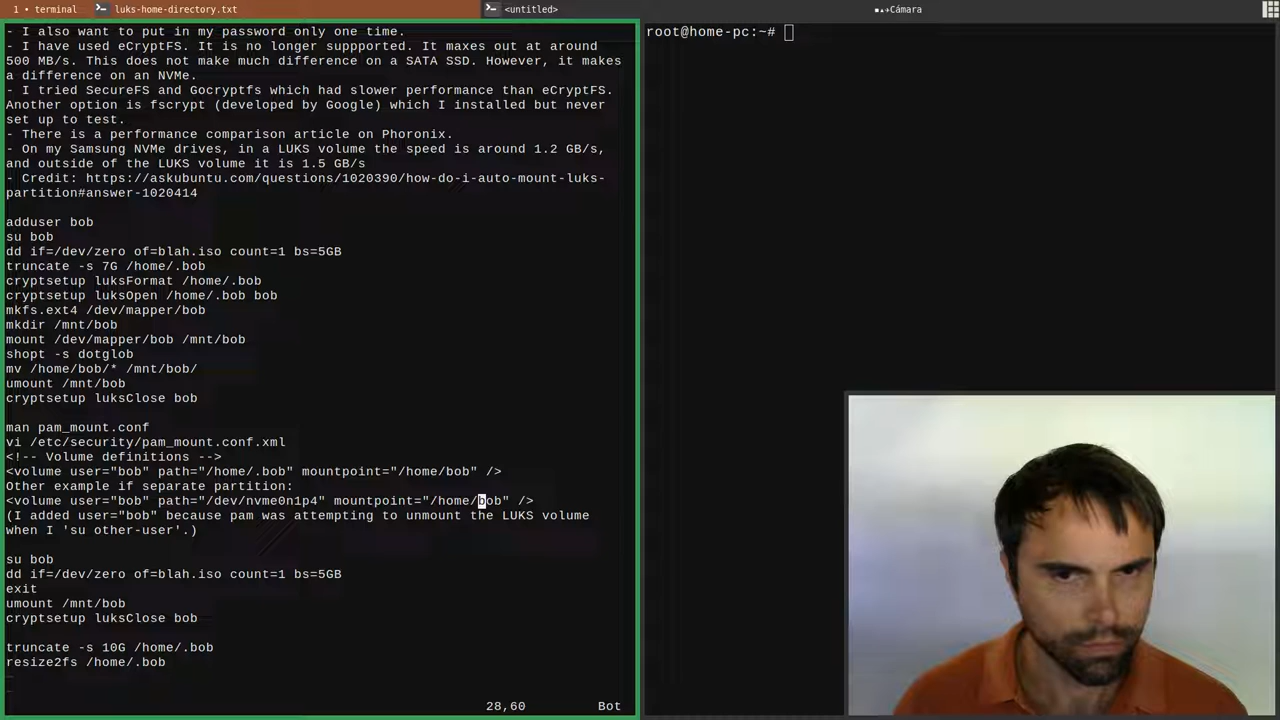 1 • terminal
luks-home-directory.txt
<untitled>
Cámara
- I also want to put in my password only one time.
- I have used eCryptFS. It is no longer suppported. It maxes out at around
500 MB/s. This does not make much difference on a SATA SSD. However, it makes
a difference on an NVMe.
- I tried SecureFS and Gocryptfs which had slower performance than eCryptFS.
Another option is fscrypt (developed by Google) which I installed but never
set up to test.
- There is a performance comparison article on Phoronix.
- On my Samsung NVMe drives, in a LUKS volume the speed is around 1.2 GB/s,
and outside of the LUKS volume it is 1.5 GB/s
- Credit: https://askubuntu.com/questions/1020390/how-do-i-auto-mount-luks-
partition#answer-1020414
adduser bob
su bob
dd if=/dev/zero of=blah.iso count=1 bs=5GB
truncate -s 7G /home/.bob
cryptsetup luksFormat /home/.bob
cryptsetup luksOpen /home/.bob bob
mkfs.ext4 /dev/mapper/bob
mkdir /mnt/bob
mount /dev/mapper/bob /mnt/bob
shopt -s dotglob
mv /home/bob/* /mnt/bob/
umount /mnt/bob
cryptsetup luksClose bob
man pam_mount.conf
vi /etc/security/pam_mount.conf.xml
<!-- Volume definitions -->
<volume user="bob" path="/home/.bob" mountpoint="/home/bob" />
Other example if separate partition:
<volume user="bob" path="/dev/nvme0n1p4" mountpoint="/home/bob" />
(I added user="bob" because pam was attempting to unmount the LUKS volume
when I 'su other-user'.)
su bob
dd if=/dev/zero of=blah.iso count=1 bs=5GB
exit
umount /mnt/bob
cryptsetup luksClose bob
truncate -s 10G /home/.bob
resize2fs /home/.bob
28,60 Bot
root@home-pc:~#